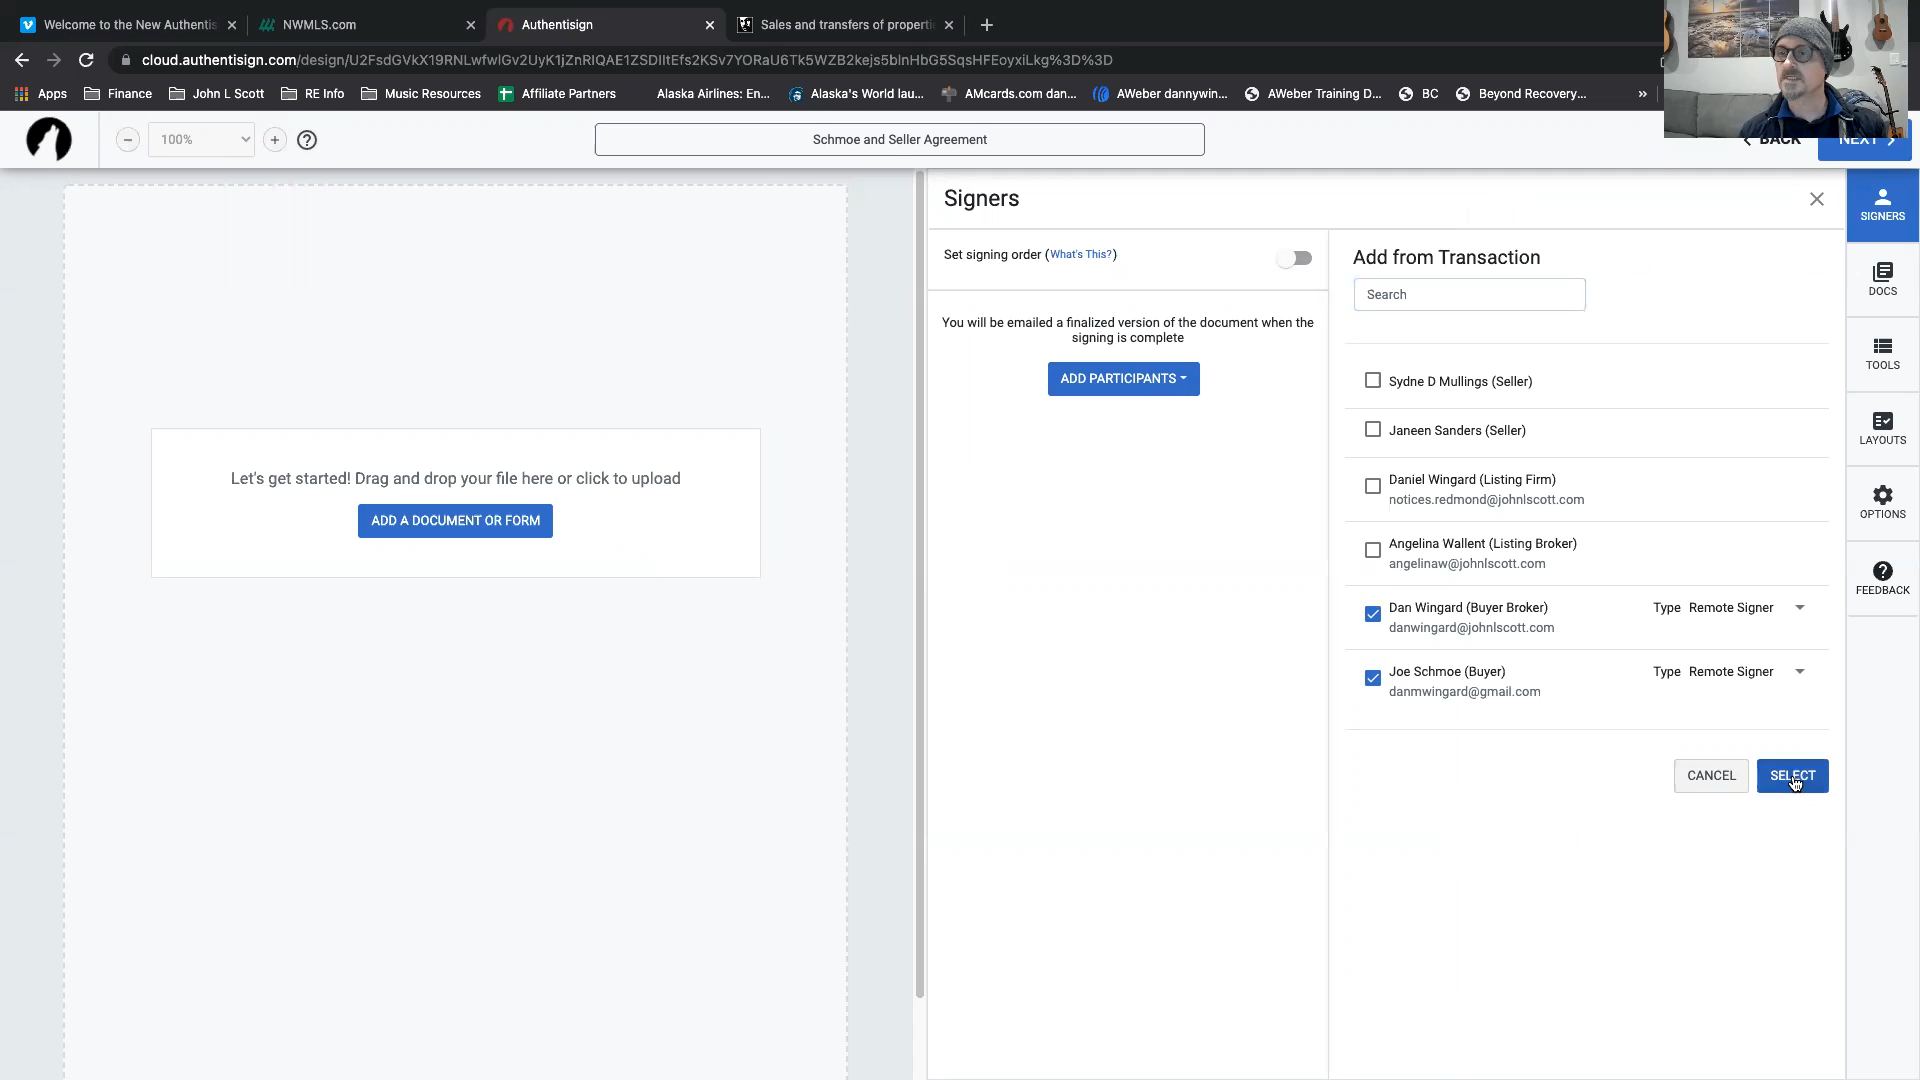 Welcome to the New Authentis
NWMLS.com
Authentisign
Sales and transfers of properti
cloud.authentisign.com/design/U2FsdGVkX19RNLwfwlGv2UyK1jZnRIQAE1ZSDIItEfs2KSv7YORaU6Tk5WZB2kejs5blnHbG5SqsHFEoyxiLkg%3D%3D
Apps
Finance
John L Scott
RE Info
Music Resources
Affiliate Partners
Alaska Airlines: En...
Alaska's World lau...
AMcards.com dan...
AWeber dannywin...
AWeber Training D...
BC
Beyond Recovery...
»
100%
Schmoe and Seller Agreement
BACK
NEXT
Signers
SIGNERS
Set signing order (What's This?)
Add from Transaction
Search
DOCS
You will be emailed a finalized version of the document when the
signing is complete
ADD PARTICIPANTS
TOOLS
Sydne D Mullings (Seller)
Janeen Sanders (Seller)
LAYOUTS
Let's get started! Drag and drop your file here or click to upload
ADD A DOCUMENT OR FORM
Daniel Wingard (Listing Firm)
notices.redmond@johnlscott.com
OPTIONS
Angelina Wallent (Listing Broker)
angelinaw@johnlscott.com
FEEDBACK
Dan Wingard (Buyer Broker)
danwingard@johnlscott.com
Type Remote Signer
Joe Schmoe (Buyer)
danmwingard@gmail.com
Type Remote Signer
CANCEL
SELECT